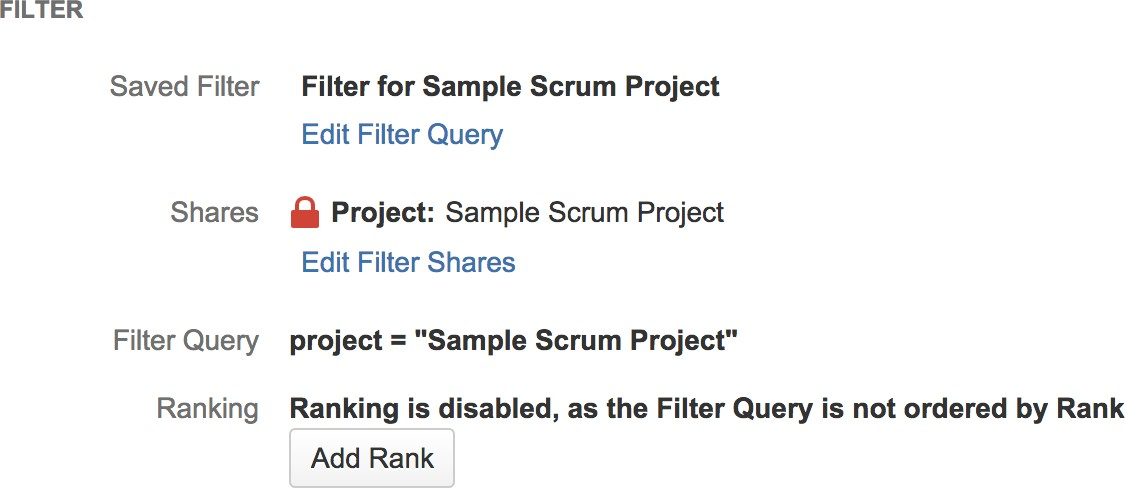 FILTER
Saved Filter Filter for Sample Scrum Project
Edit Filter Query
Shares Project: Sample Scrum Project
Edit Filter Shares
Filter Query project = "Sample Scrum Project"
Ranking Ranking is disabled, as the Filter Query is not ordered by Rank
Add Rank